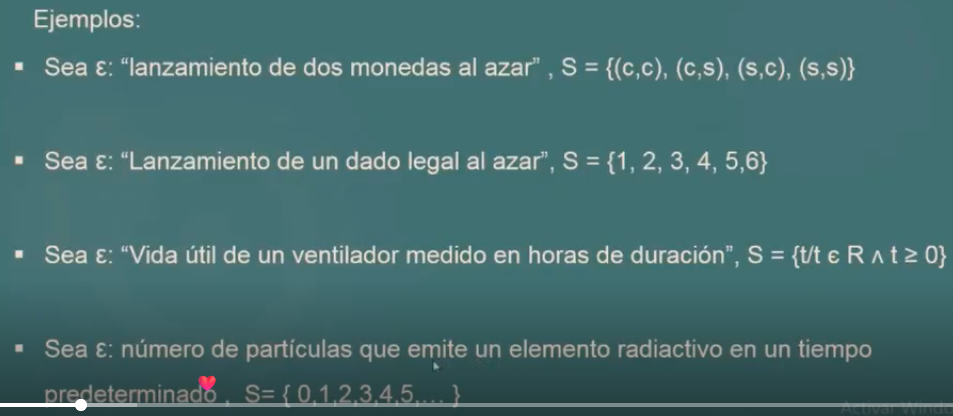 Ejemplos:
▪ Sea ε: “lanzamiento de dos monedas al azar” , S = {(c,c), (c,s), (s,c), (s,s)}
▪ Sea ε: “Lanzamiento de un dado legal al azar”, S = {1, 2, 3, 4, 5,6}
▪ Sea ε: “Vida útil de un ventilador medido en horas de duración”, S = {t/t є R ∧ t ≥ 0}
▪ Sea ε: número de partículas que emite un elemento radiactivo en un tiempo
predeterminado , S= { 0,1,2,3,4,5,... }
Activar Windo